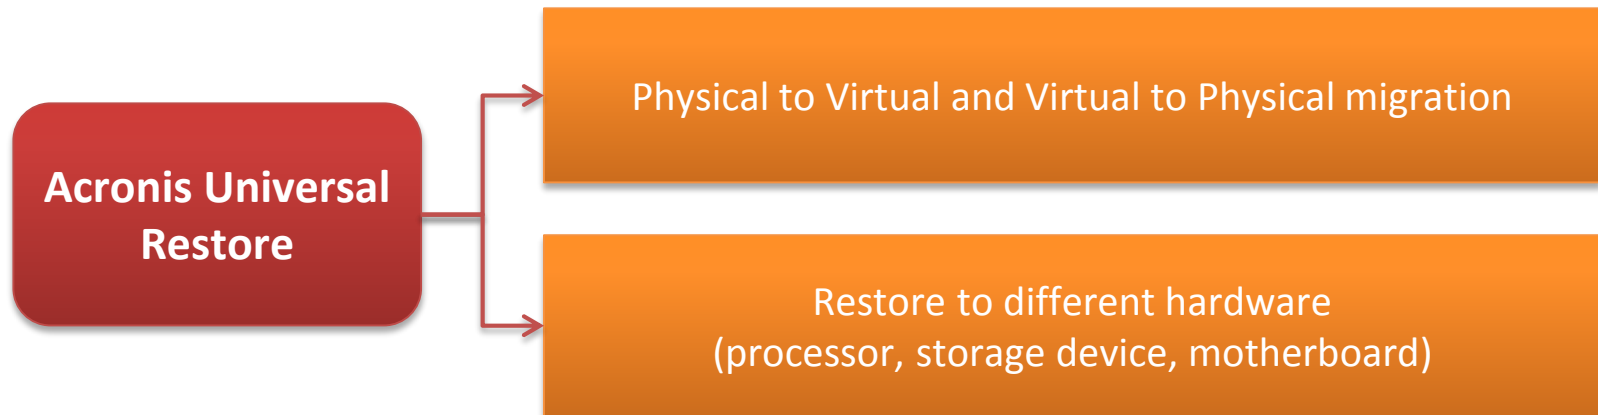 Acronis Universal
Restore
Physical to Virtual and Virtual to Physical migration
Restore to different hardware
(processor, storage device, motherboard)